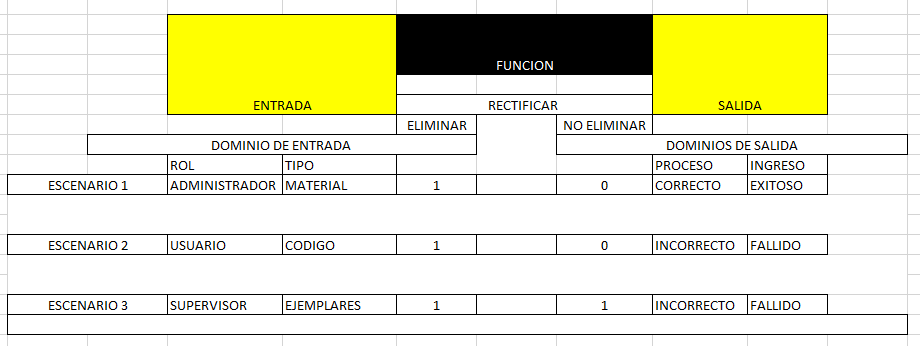 FUNCION
ENTRADA RECTIFICAR SALIDA
ELIMINAR NO ELIMINAR
DOMINIO DE ENTRADA DOMINIOS DE SALIDA
ROL TIPO PROCESO INGRESO
ESCENARIO 1 ADMINISTRADOR MATERIAL 1 0 CORRECTO EXITOSO
ESCENARIO 2 USUARIO CODIGO 1 0 INCORRECTO FALLIDO
ESCENARIO 3 SUPERVISOR EJEMPLARES 1 1 INCORRECTO FALLIDO